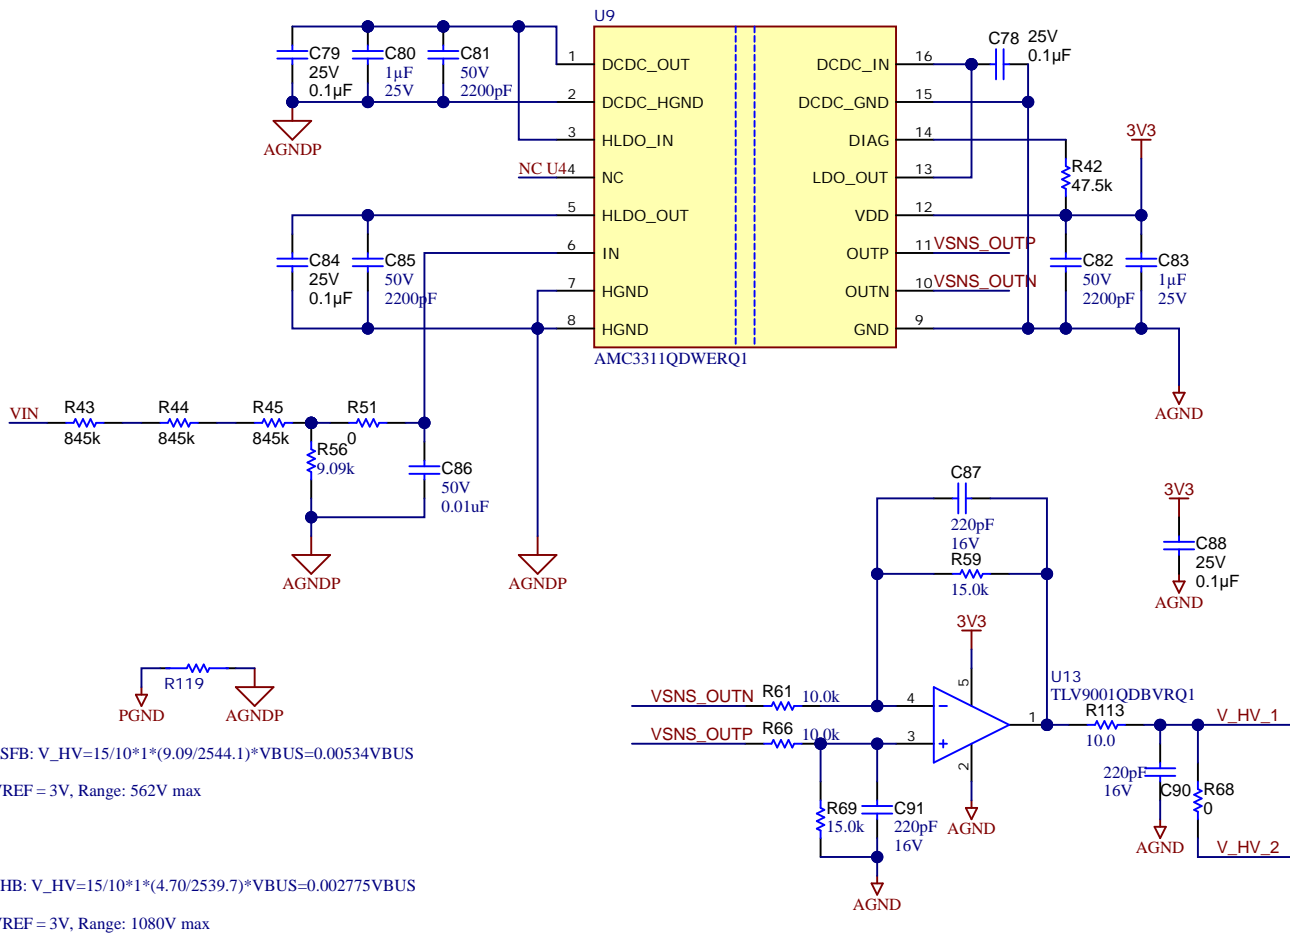 U9
C79
25V
0.1µF
C80
1µF
25V
C81
50V
2200pF
AGNDP
1
DCDC_OUT
2
DCDC_HGND
3
HLDO_IN
NC U4
4
NC
5
HLDO_OUT
6
IN
7
HGND
8
HGND
DCDC_IN
16
DCDC_GND
15
DIAG
14
LDO_OUT
13
VDD
12
OUTP
11
VSNS_OUTP
OUTN
10
VSNS_OUTN
GND
9
AMC3311QDWERQ1
C78
25V
0.1µF
3V3
R42
47.5k
C82
50V
2200pF
C83
1µF
25V
AGND
C84
25V
0.1µF
C85
50V
2200pF
VIN
R43
845k
R44
845k
R45
845k
R51
0
R56
9.09k
C86
50V
0.01uF
AGNDP
AGNDP
C87
220pF
16V
R59
15.0k
3V3
C88
25V
0.1µF
AGND
3V3
R119
PGND
AGNDP
VSNS_OUTN
R61
10.0k
4
5
U13
TLV9001QDBVRQ1
VSNS_OUTP
R66
10.0k
3
2
1
R113
10.0
V_HV_1
R69
15.0k
C91
220pF
16V
AGND
AGND
220pF
16V
C90
AGND
R68
0
V_HV_2
SFB: V_HV=15/10*1*(9.09/2544.1)*VBUS=0.00534VBUS
VREF = 3V, Range: 562V max
HB: V_HV=15/10*1*(4.70/2539.7)*VBUS=0.002775VBUS
VREF = 3V, Range: 1080V max